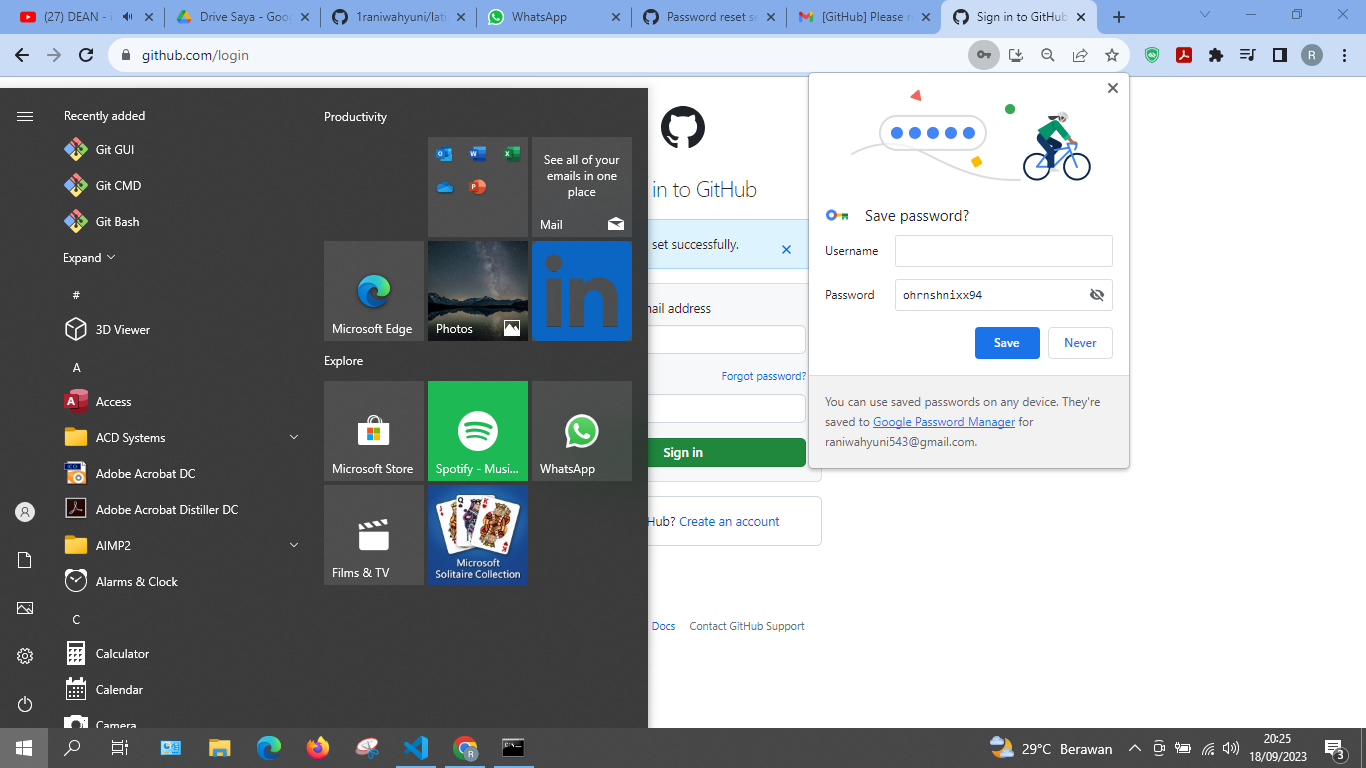 (27) DEAN - i
Drive Saya - Goo
1raniwahyuni/lati
WhatsApp
Password reset se
[GitHub] Please r
Sign in to GitHub
github.com/login
R
Recently added
Git GUI
Git CMD
Git Bash
Expand
#
3D Viewer
A
Access
ACD Systems
Adobe Acrobat DC
Adobe Acrobat Distiller DC
AIMP2
Alarms & Clock
C
Calculator
Calendar
Camera
Productivity
See all of your
emails in one
place
Mail
Microsoft Edge
Photos
in
Explore
Microsoft Store
Spotify - Musi...
WhatsApp
Films & TV
Microsoft
Solitaire Collection
in to GitHub
set successfully.
mail address
Forgot password?
Sign in
Hub? Create an account
Docs
Contact GitHub Support
Save password?
Username
Password
ohrnshnixx94
Save
Never
You can use saved passwords on any device. They're
saved to Google Password Manager for
raniwahyuni543@gmail.com.
29°C Berawan
20:25
18/09/2023
3